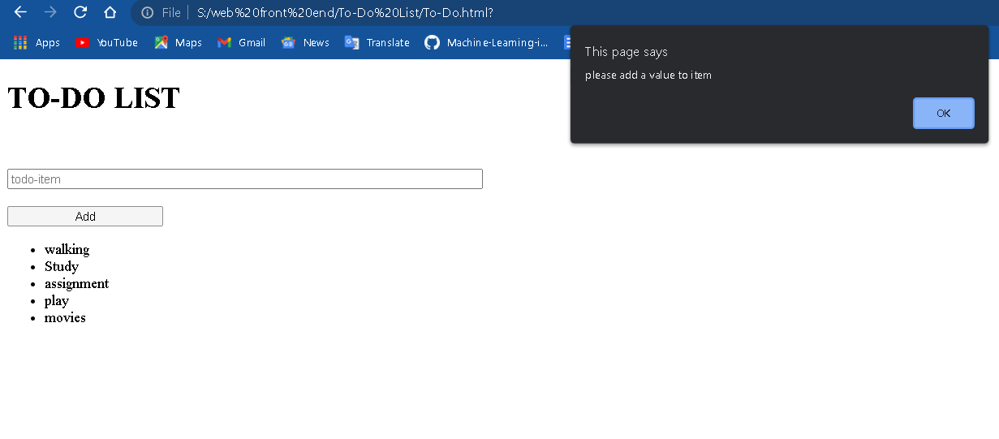 File S:/web%20front%20end/To-Do%20List/To-Do.html?
Apps YouTube Maps Gmail News Translate Machine-Learning-i...
This page says
please add a value to item
OK
TO-DO LIST
todo-item
Add
walking
Study
assignment
play
movies